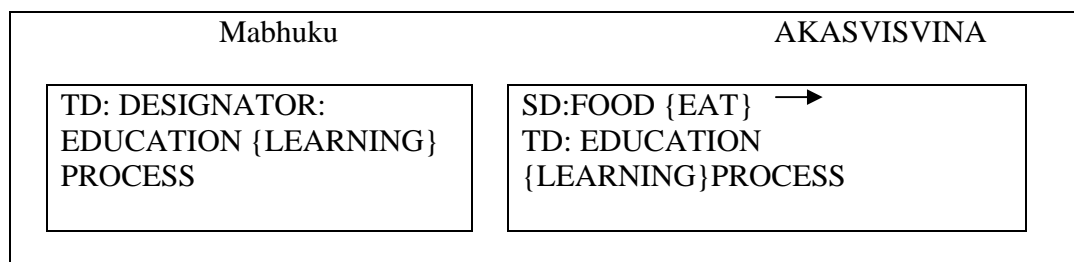 Mabhuku AKASVISVINA
TD: DESIGNATOR:
EDUCATION {LEARNING}
PROCESS
SD:FOOD {EAT} →
TD: EDUCATION
{LEARNING}PROCESS